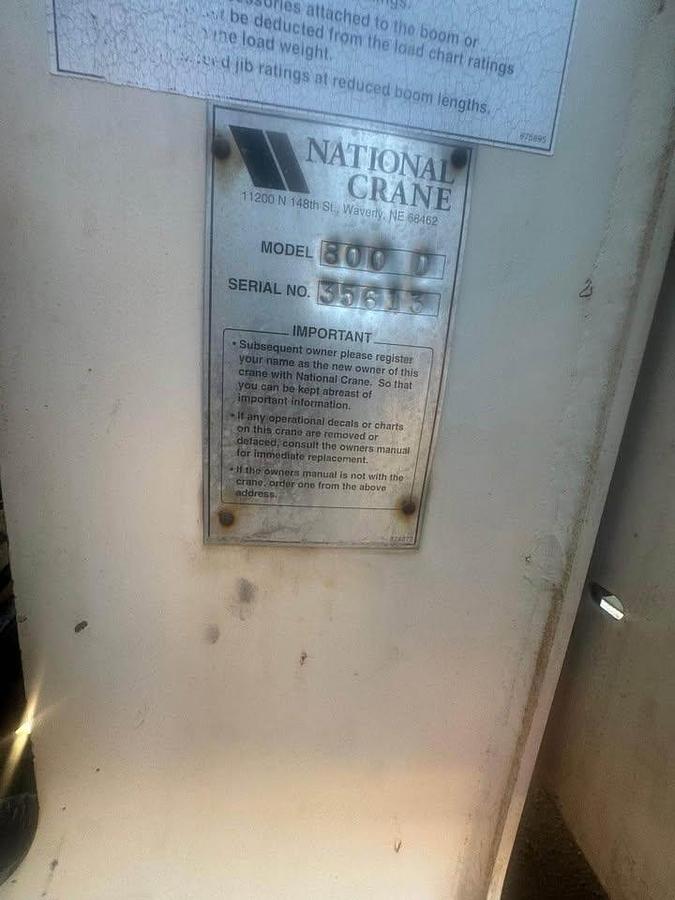 attached to the boom or
be deducted from the load chart ratings
load weight.
jib ratings at reduced boom lengths.
NATIONAL
CRANE
11200 N 148th St., Waverly, NE 68462
MODEL 800 D
SERIAL NO. 35613
IMPORTANT
• Subsequent owner please register
your name as the new owner of this
crane with National Crane. So that
you can be kept abreast of
important information.
• If any operational decals or charts
on this crane are removed or
defaced, consult the owners manual
for immediate replacement.
• If the owners manual is not with the
crane, order one from the above
address.